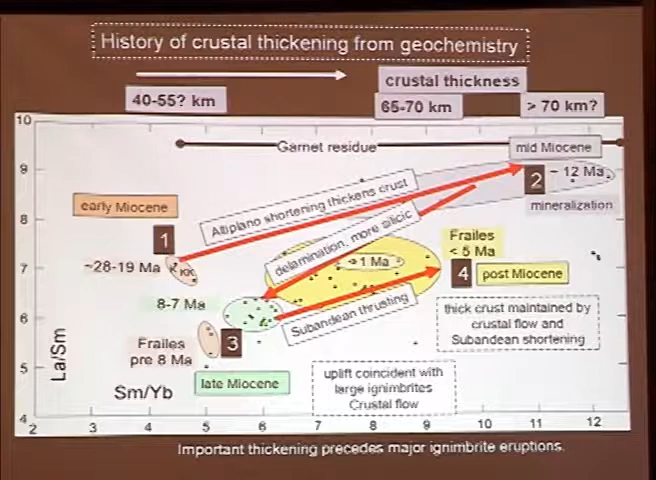 History of crustal thickening from geochemistry
crustal thickness
40-55? km
65-70 km
> 70 km?
10
Garnet residue
mid Miocene
9
Altiplano shortening thickens crust
2
~ 12 Ma
early Miocene
mineralization
8
1
delamination, more silicic
Frailes
< 5 Ma
~28-19 Ma
KK
<1 Ma
7
4
post Miocene
8-7 Ma
thick crust maintained by
crustal flow and
Subandean shortening
6
Subandean thrusting
La/Sm
Frailes
pre 8 Ma
3
5
late Miocene
uplift coincident with
large ignimbrites
Crustal flow
Sm/Yb
4
2 3 4 5 6 7 8 9 10 11 12
Important thickening precedes major ignimbrite eruptions.